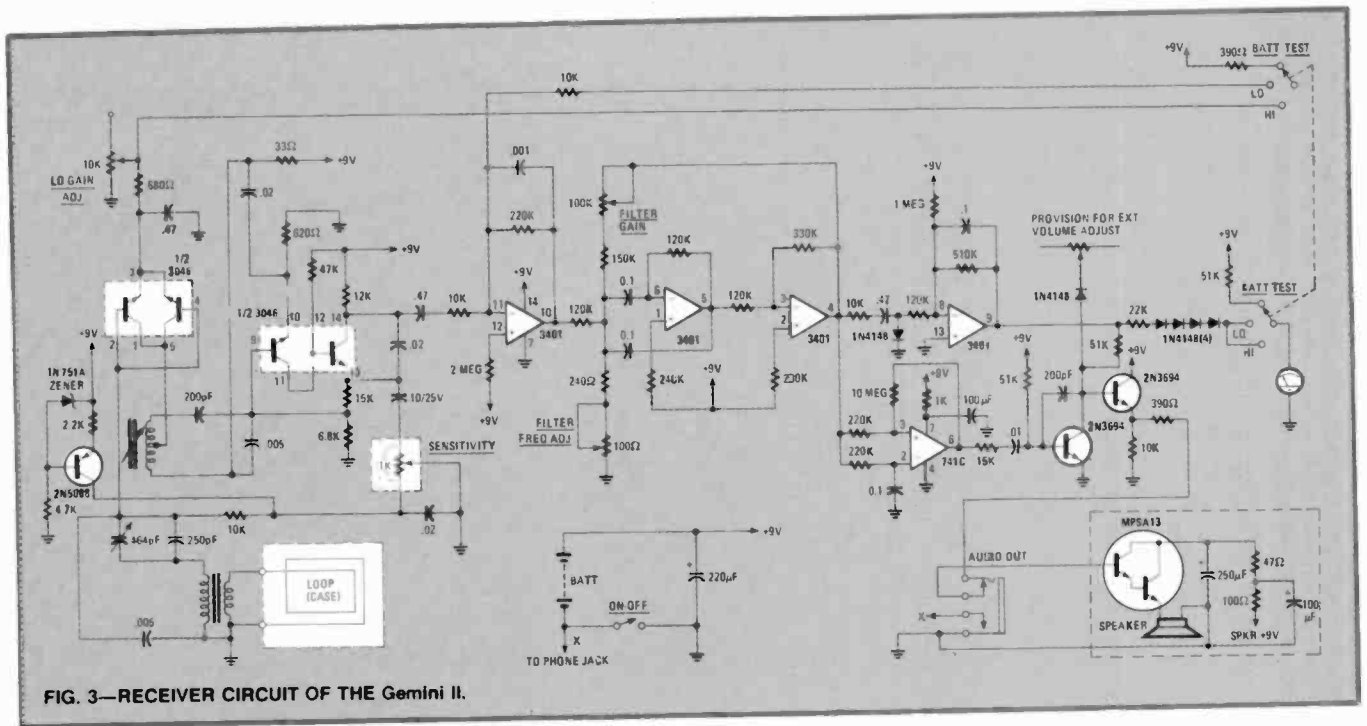 +9V
390Ω BATT TEST
LO
HI
10K
10K
LO GAIN
ADJ
680Ω
.47
33Ω
+9V
.02
820Ω
47K
+9V
12K
1/2
3046
3
4
2
1
5
1/2 3046
10
12
14
9
11
+9V
1N751A
ZENER
2.2K
2N5088
4.7K
200pF
.005
15K
6.8K
.47
10K
.02
10/25V
SENSITIVITY
1K
.02
464pF
250pF
10K
.005
LOOP
(CASE)
.001
220K
+9V
11
14
10
12
3401
7
2 MEG
+9V
120K
100K
FILTER
GAIN
150K
0.1
0.1
240Ω
FILTER
FREQ ADJ
100Ω
120K
6
5
1
3401
240K
+9V
120K
330K
3
4
2
3401
10K
.47
120K
1N4148
+9V
1 MEG
.1
510K
8
9
13
3401
10 MEG
+9V
1K
100µF
220K
220K
3
7
6
2
4
741C
0.1
15K
.01
51K
200pF
PROVISION FOR EXT
VOLUME ADJUST
1N4148
51K
22K
1N4148(4)
+9V
2N3694
2N3694
390Ω
10K
+9V
51K
BATT TEST
LO
HI
BATT
X
TO PHONE JACK
ON-OFF
220µF
+9V
AUDIO OUT
X
MPSA13
SPEAKER
250µF
47Ω
100Ω
100
µF
SPKR +9V
FIG. 3—RECEIVER CIRCUIT OF THE Gemini II.